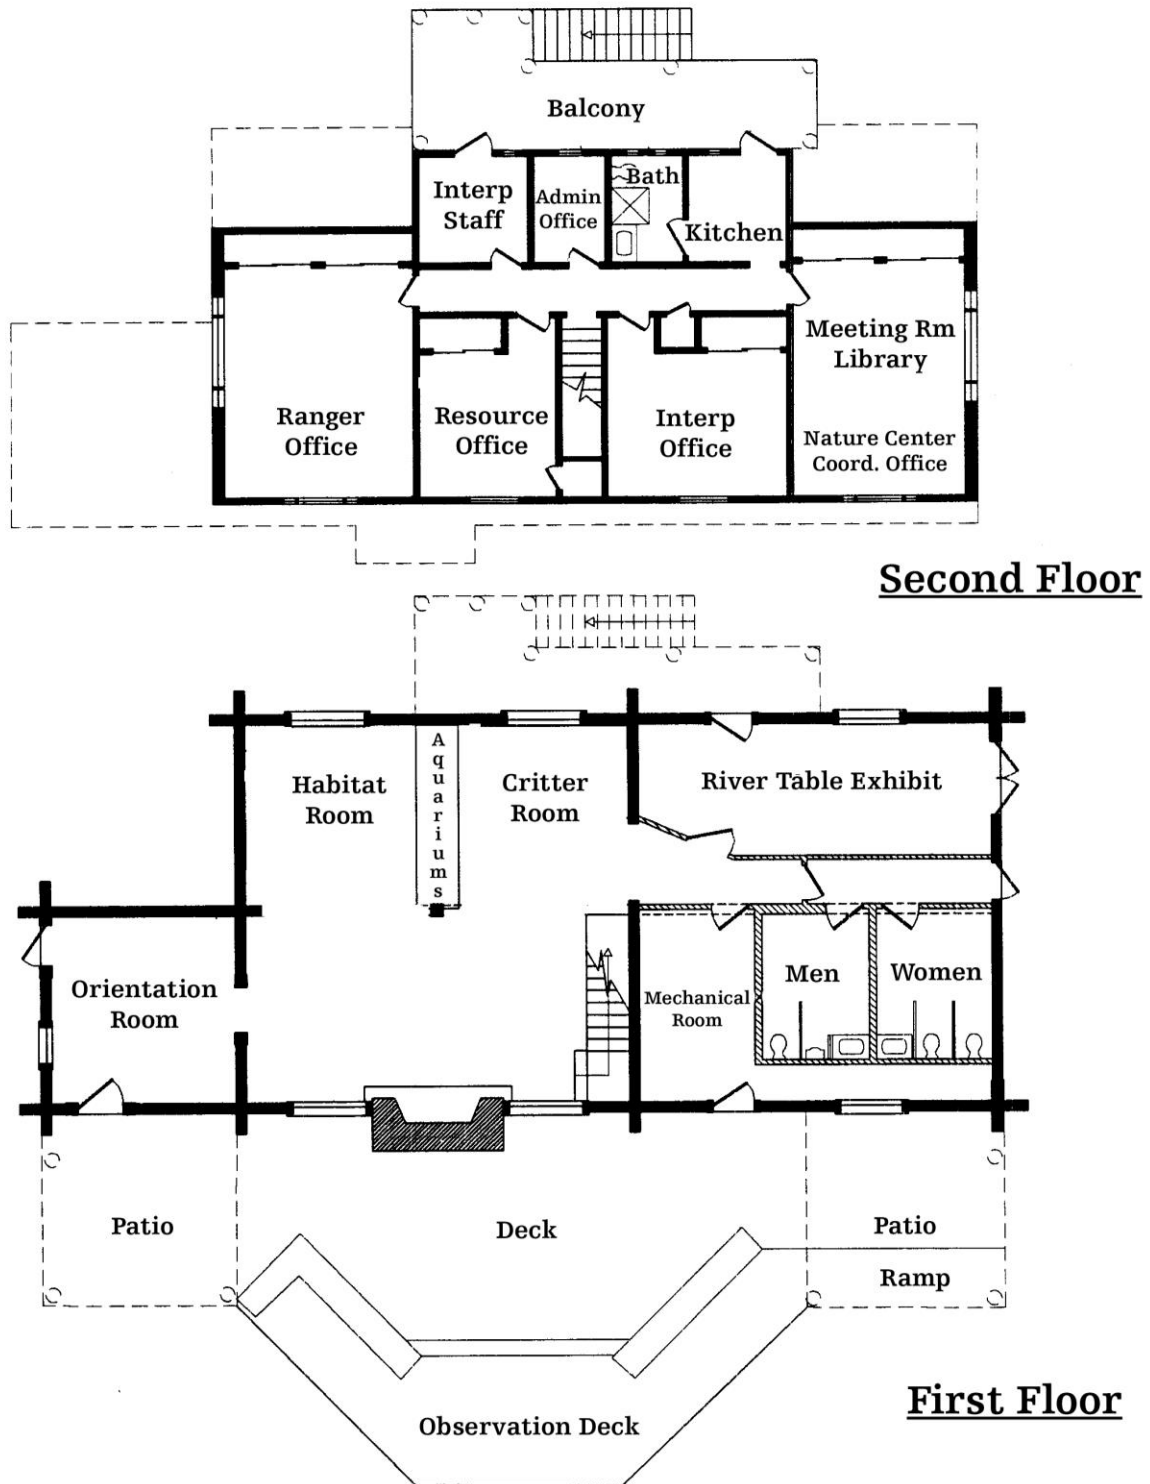 Balcony
Interp
Staff
Admin
Office
Bath
Kitchen
Meeting Rm
Library
Ranger
Office
Resource
Office
Interp
Office
Nature Center
Coord. Office
Second Floor
Habitat
Room
Aquariums
Critter
Room
River Table Exhibit
Orientation
Room
Mechanical
Room
Men
Women
Patio
Deck
Patio
Ramp
Observation Deck
First Floor